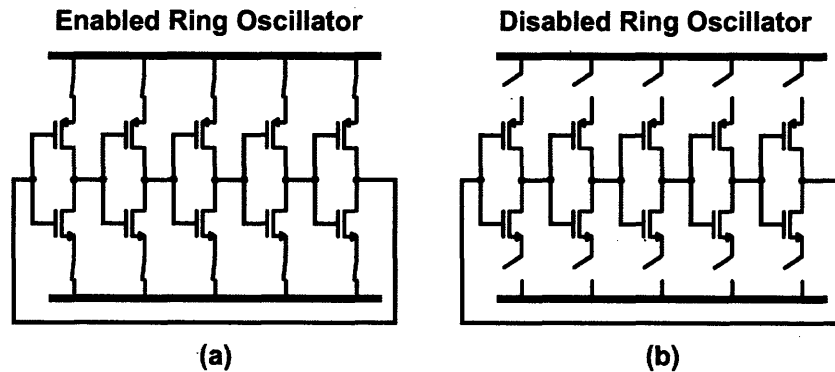 Enabled Ring Oscillator
Disabled Ring Oscillator
(a)
(b)